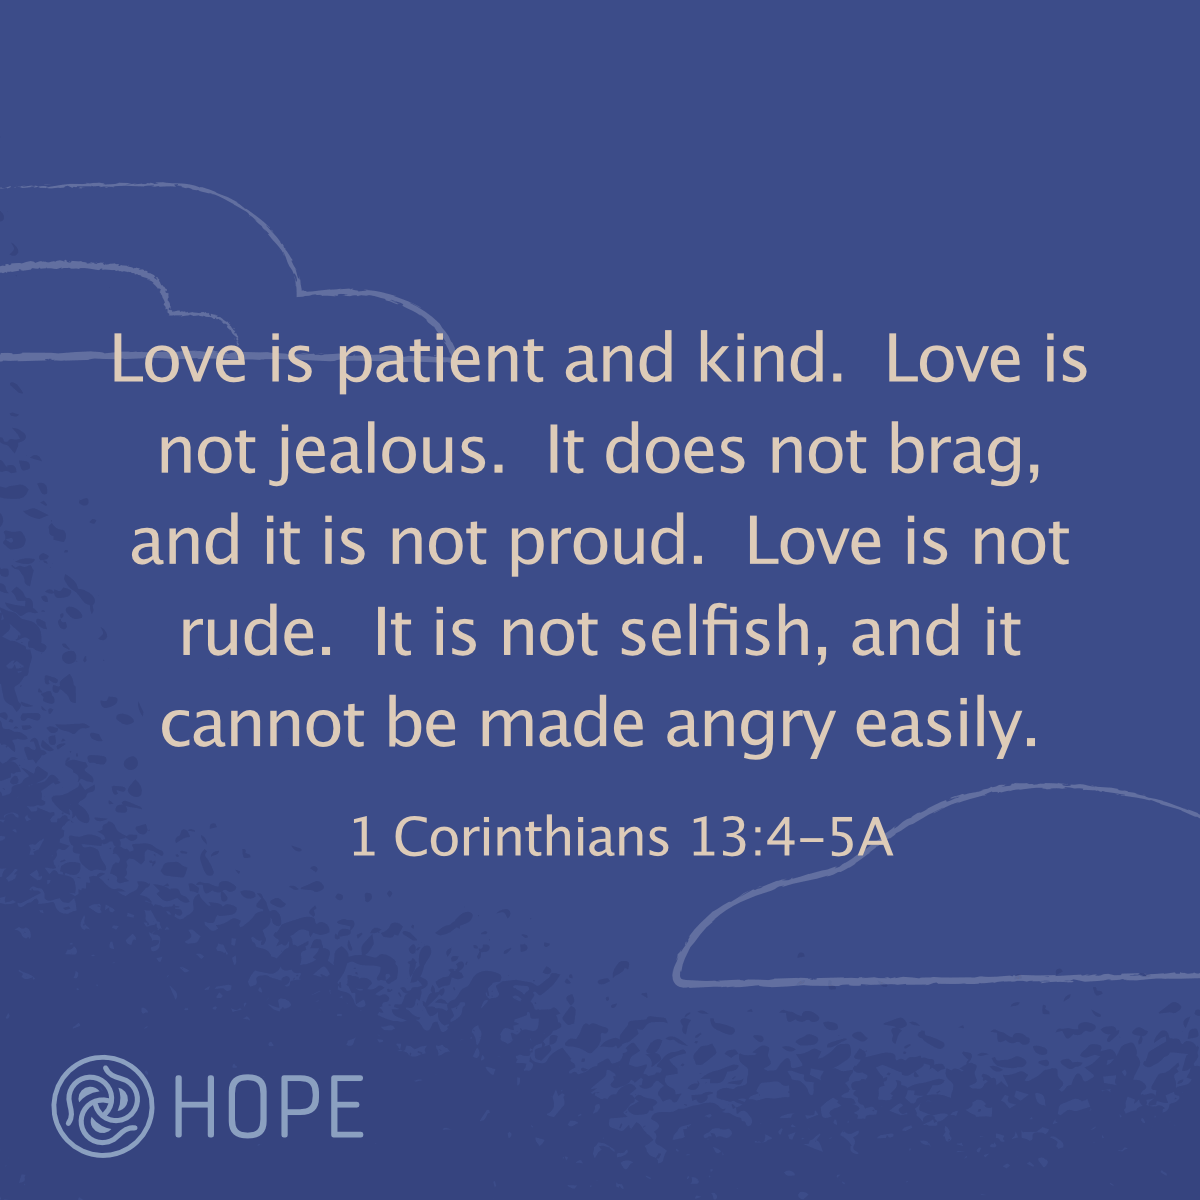 Love is patient and kind.  Love is
not jealous.  It does not brag,
and it is not proud.  Love is not
rude.  It is not selfish, and it
cannot be made angry easily.
1 Corinthians 13:4–5A
HOPE